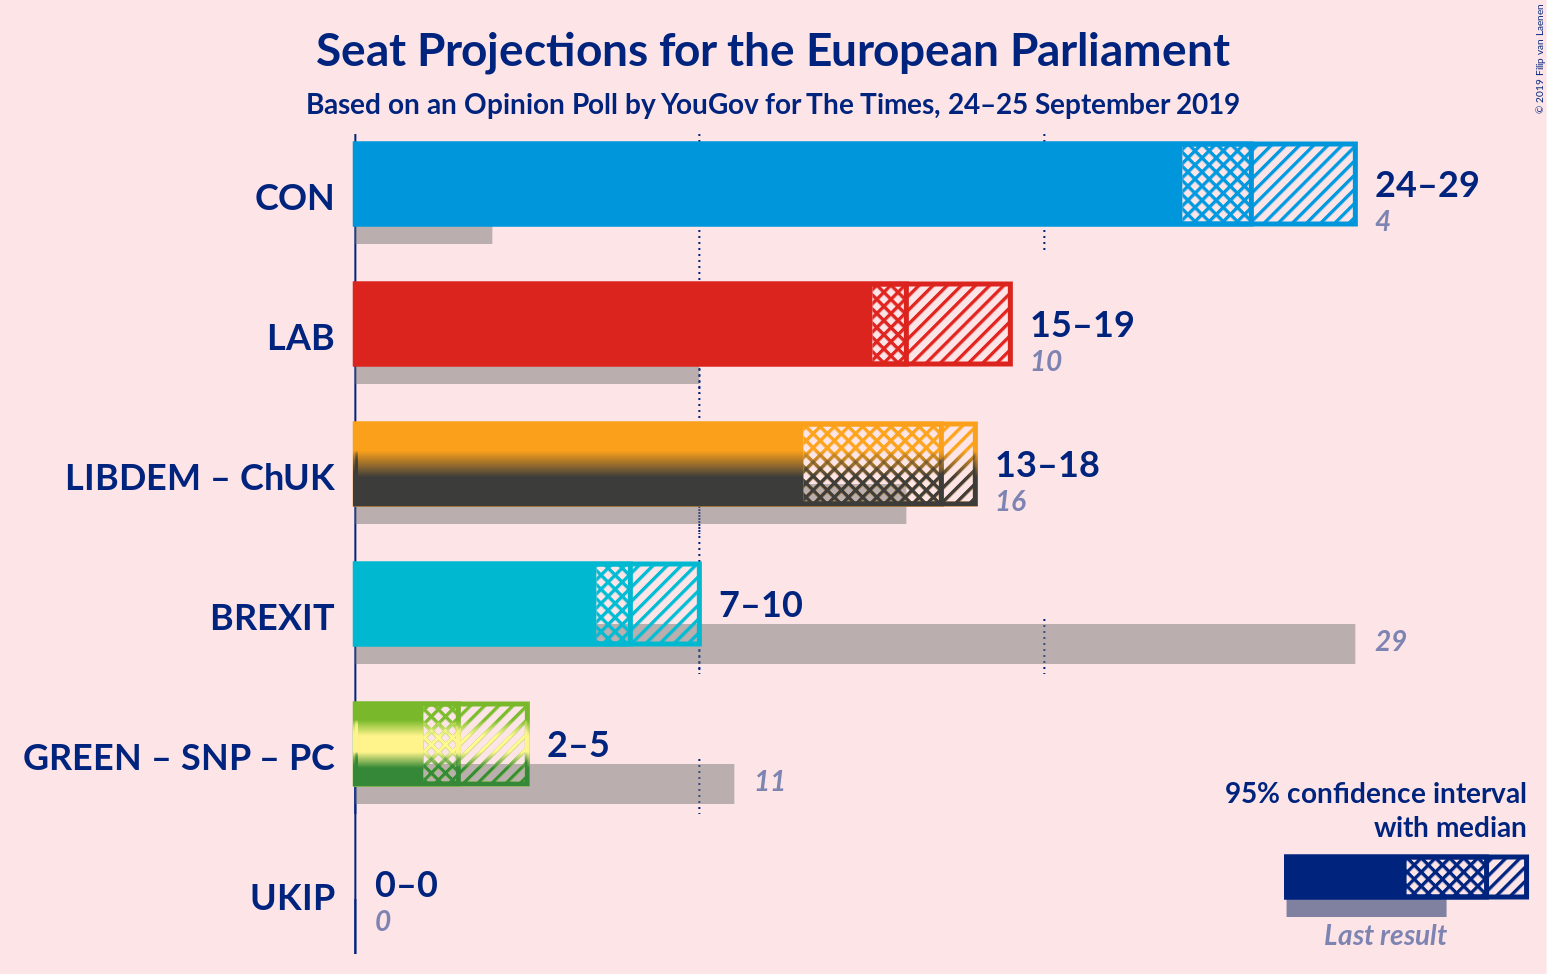 Seat Projections for the European Parliament
Based on an Opinion Poll by YouGov for The Times, 24–25 September 2019
© 2019 Filip van Laenen
CON
24–29
4
LAB
15–19
10
LIBDEM – ChUK
13–18
16
BREXIT
7–10
29
GREEN – SNP – PC
2–5
11
UKIP
0–0
0
95% confidence interval
with median
Last result